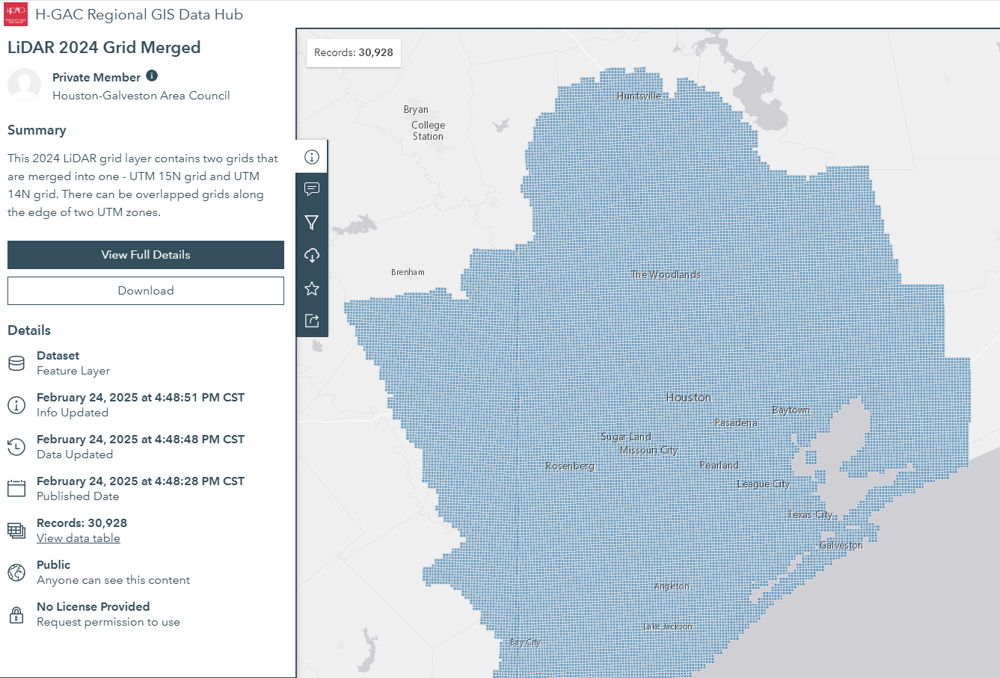 H-GAC Regional GIS Data Hub
LiDAR 2024 Grid Merged
Private Member
Houston-Galveston Area Council
Summary
This 2024 LiDAR grid layer contains two grids that
are merged into one - UTM 15N grid and UTM
14N grid. There can be overlapped grids along
the edge of two UTM zones.
View Full Details
Download
Details
Dataset
Feature Layer
February 24, 2025 at 4:48:51 PM CST
Info Updated
February 24, 2025 at 4:48:48 PM CST
Data Updated
February 24, 2025 at 4:48:28 PM CST
Published Date
Records: 30,928
View data table
Public
Anyone can see this content
No License Provided
Request permission to use
Records: 30,928
Huntsville
Bryan
College
Station
Brenham
The Woodlands
Houston
Baytown
Pasadena
Sugar Land
Missouri City
Rosenberg
Pearland
League City
Texas City
Galveston
Angleton
Lake Jackson
Bay City